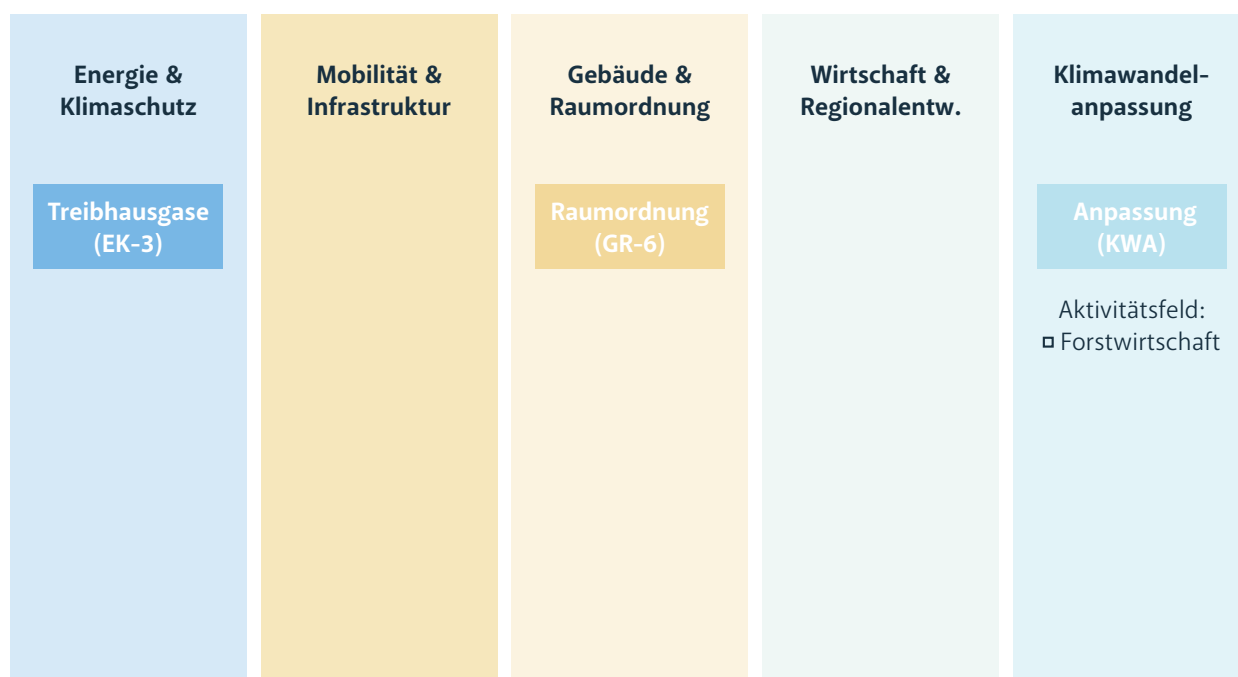 Energie &
Klimaschutz
Mobilität &
Infrastruktur
Gebäude &
Raumordnung
Wirtschaft &
Regionalentw.
Klimawandel-
anpassung
Treibhausgase
(EK-3)
Raumordnung
(GR-6)
Anpassung
(KWA)
Aktivitätsfeld:
Forstwirtschaft